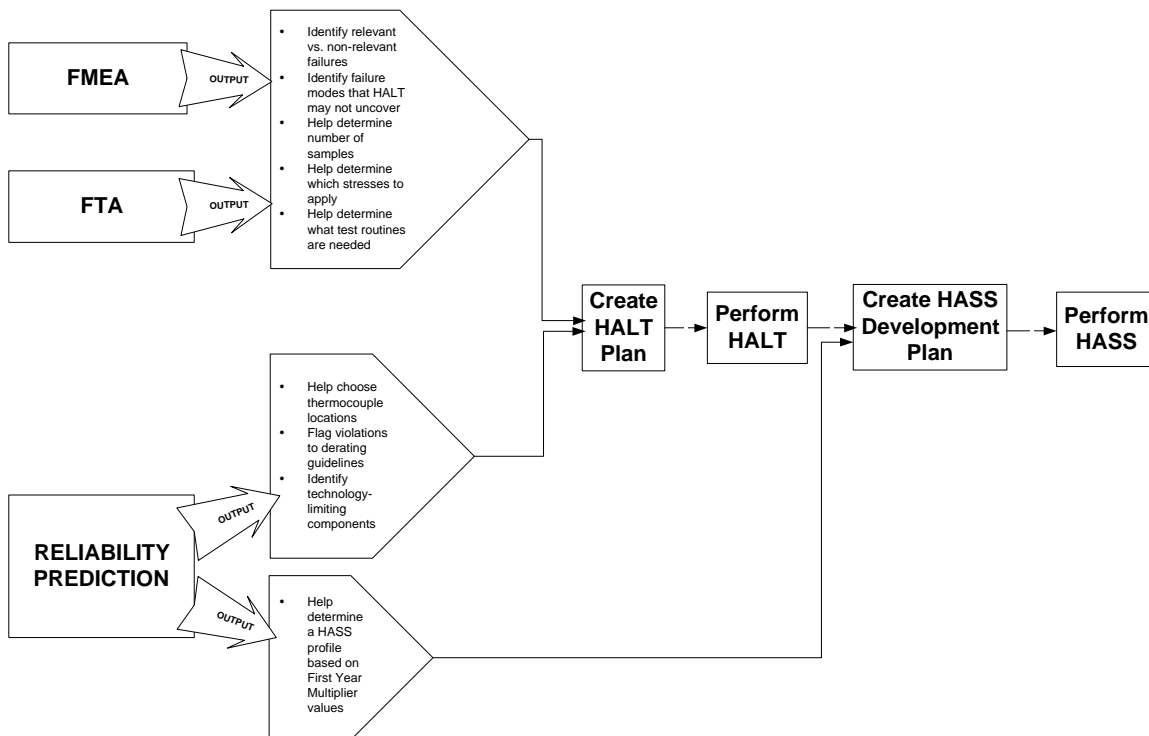 FMEA
OUTPUT
• Identify relevant
vs. non-relevant
failures
• Identify failure
modes that HALT
may not uncover
• Help determine
number of
samples
• Help determine
which stresses to
apply
• Help determine
what test routines
are needed
FTA
OUTPUT
Create
HALT
Plan
Perform
HALT
Create HASS
Development
Plan
Perform
HASS
• Help choose
thermocouple
locations
• Flag violations
to derating
guidelines
• Identify
technology-
limiting
components
OUTPUT
RELIABILITY
PREDICTION
OUTPUT
• Help
determine
a HASS
profile
based on
First Year
Multiplier
values